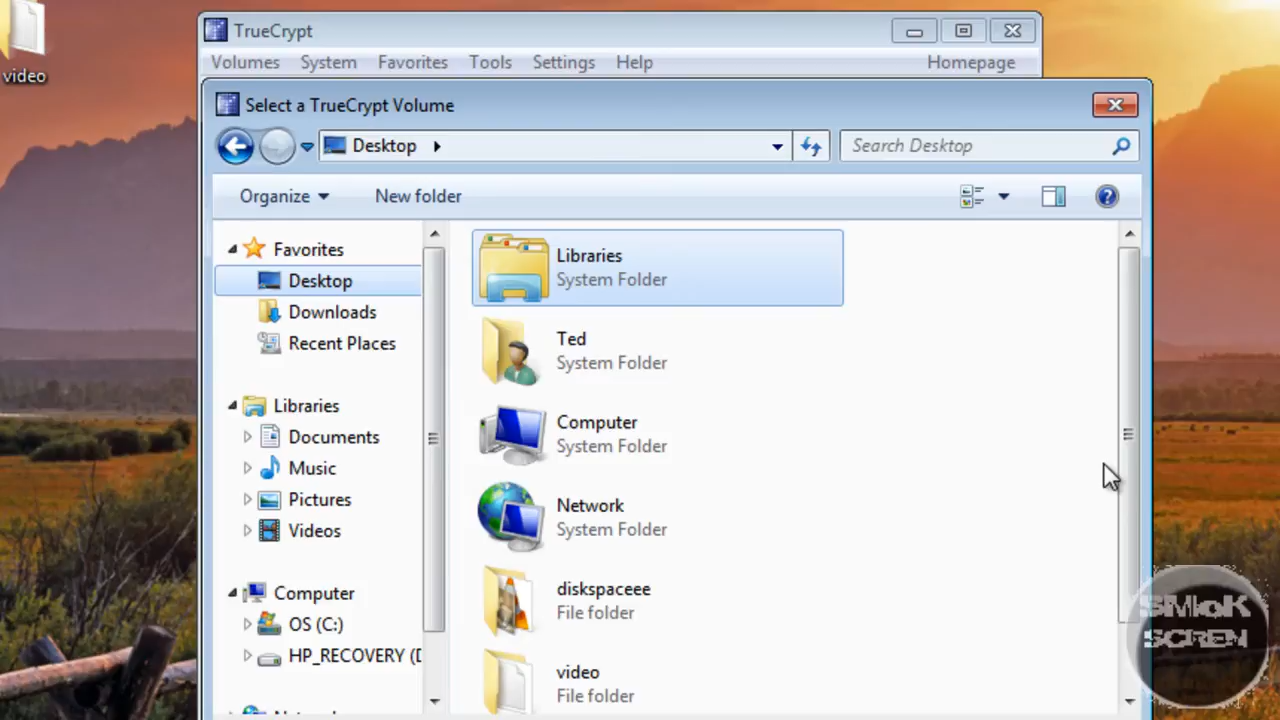 video
TrueCrypt
Volumes System Favorites Tools Settings Help Homepage
Select a TrueCrypt Volume
Desktop
Search Desktop
Organize New folder
Favorites
Desktop
Downloads
Recent Places
Libraries
Documents
Music
Pictures
Videos
Computer
OS (C:)
HP_RECOVERY (D
Libraries
System Folder
Ted
System Folder
Computer
System Folder
Network
System Folder
diskspaceee
File folder
video
File folder
SMoK
SCREN